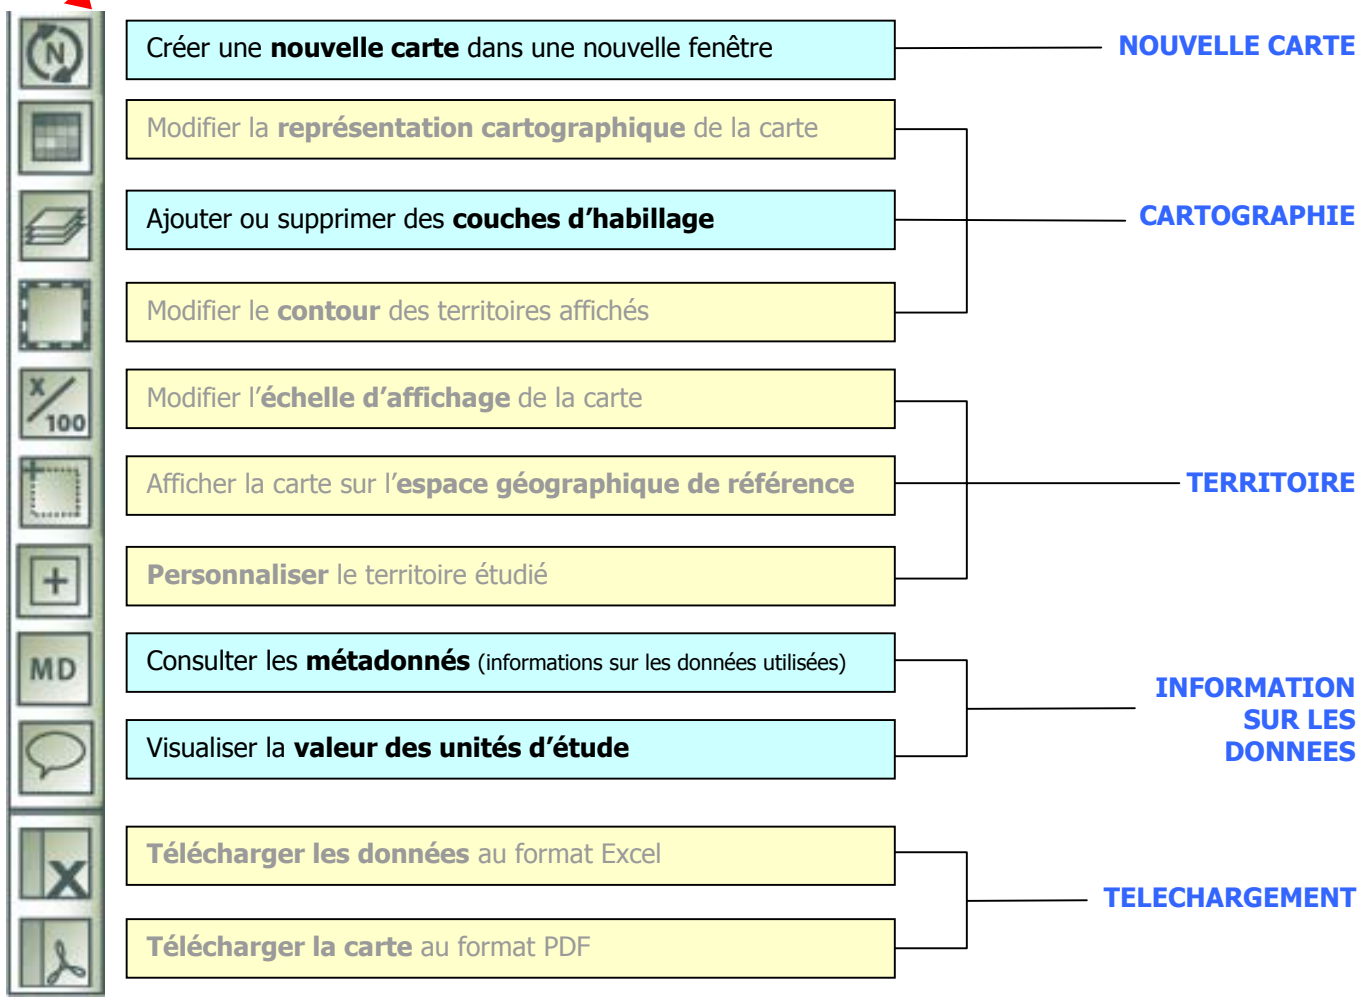 N
Créer une nouvelle carte dans une nouvelle fenêtre
NOUVELLE CARTE
Modifier la représentation cartographique de la carte
Ajouter ou supprimer des couches d’habillage
CARTOGRAPHIE
Modifier le contour des territoires affichés
X/100
Modifier l’échelle d’affichage de la carte
Afficher la carte sur l’espace géographique de référence
TERRITOIRE
Personnaliser le territoire étudié
MD
Consulter les métadonnés (informations sur les données utilisées)
INFORMATION
SUR LES
DONNEES
Visualiser la valeur des unités d’étude
X
Télécharger les données au format Excel
TELECHARGEMENT
Télécharger la carte au format PDF